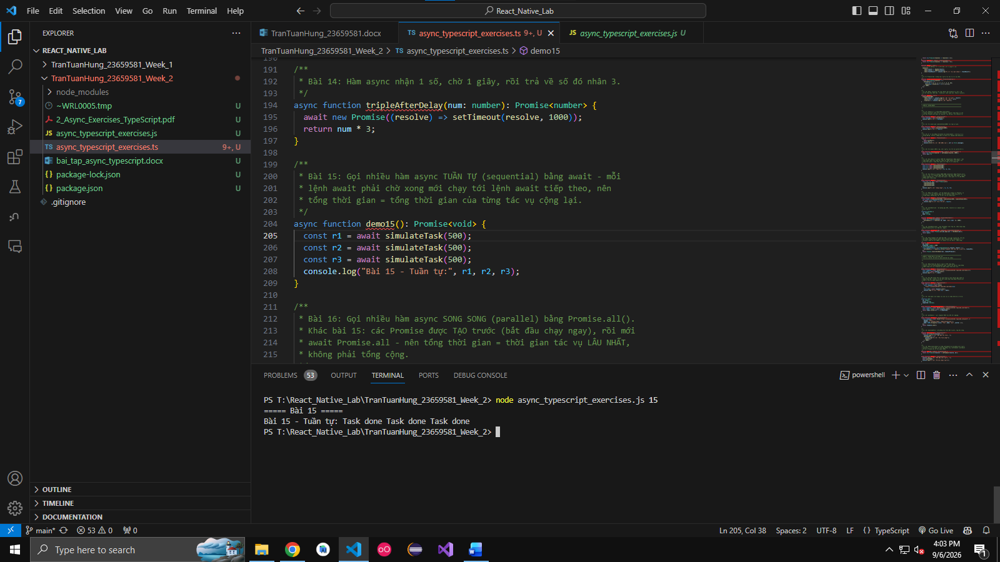 File Edit Selection View Go Run Terminal Help
React_Native_Lab
EXPLORER
REACT_NATIVE_LAB
TranTuanHung_23659581_Week_1
TranTuanHung_23659581_Week_2
node_modules
~WRL0005.tmp U
2_Async_Exercises_TypeScript.pdf U
JS async_typescript_exercises.js U
TS async_typescript_exercises.ts 9+, U
bai_tap_async_typescript.docx U
{} package-lock.json U
{} package.json U
.gitignore
7
OUTLINE
TIMELINE
DOCUMENTATION
TranTuanHung_23659581.docx
TS async_typescript_exercises.ts 9+, U
JS async_typescript_exercises.js U
TranTuanHung_23659581_Week_2 > TS async_typescript_exercises.ts > demo15
190
191 /**
192  * Bài 14: Hàm async nhận 1 số, chờ 1 giây, rồi trả về số đó nhân 3.
193  */
194 async function tripleAfterDelay(num: number): Promise<number> {
195   await new Promise((resolve) => setTimeout(resolve, 1000));
196   return num * 3;
197 }
198
199 /**
200  * Bài 15: Gọi nhiều hàm async TUẦN TỰ (sequential) bằng await - mỗi
201  * lệnh await phải chờ xong mới chạy tới lệnh await tiếp theo, nên
202  * tổng thời gian = tổng thời gian của từng tác vụ cộng lại.
203  */
204 async function demo15(): Promise<void> {
205   const r1 = await simulateTask(500);
206   const r2 = await simulateTask(500);
207   const r3 = await simulateTask(500);
208   console.log("Bài 15 - Tuần tự:", r1, r2, r3);
209 }
210
211 /**
212  * Bài 16: Gọi nhiều hàm async SONG SONG (parallel) bằng Promise.all().
213  * Khác bài 15: các Promise được TẠO trước (bắt đầu chạy ngay), rồi mới
214  * await Promise.all - nên tổng thời gian = thời gian tác vụ LÂU NHẤT,
215  * không phải tổng cộng.
PROBLEMS 53 OUTPUT TERMINAL PORTS DEBUG CONSOLE
powershell
PS T:\React_Native_Lab\TranTuanHung_23659581_Week_2> node async_typescript_exercises.js 15
===== Bài 15 =====
Bài 15 - Tuần tự: Task done Task done Task done
PS T:\React_Native_Lab\TranTuanHung_23659581_Week_2>
main* 53 0 0
Ln 205, Col 38 Spaces: 2 UTF-8 LF {} TypeScript Go Live
Type here to search
4:03 PM
9/6/2026
1